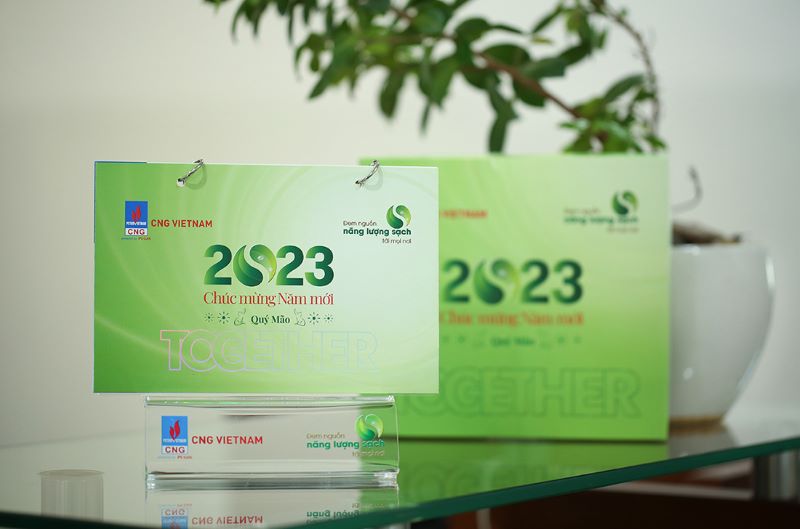 PETROVIETNAM
CNG
CNG VIETNAM
Đem nguồn
năng lượng sạch
tới mọi nơi
2023
Chúc mừng Năm mới
Quý Mão
TOGETHER
CNG
CNG VIETNAM
Đem nguồn
năng lượng sạch
tới mọi nơi
VIETNAM
Đem nguồn
năng lượng sạch
tới mọi nơi
2023
Chúc mừng Năm mới
Quý Mão
TOGETHER